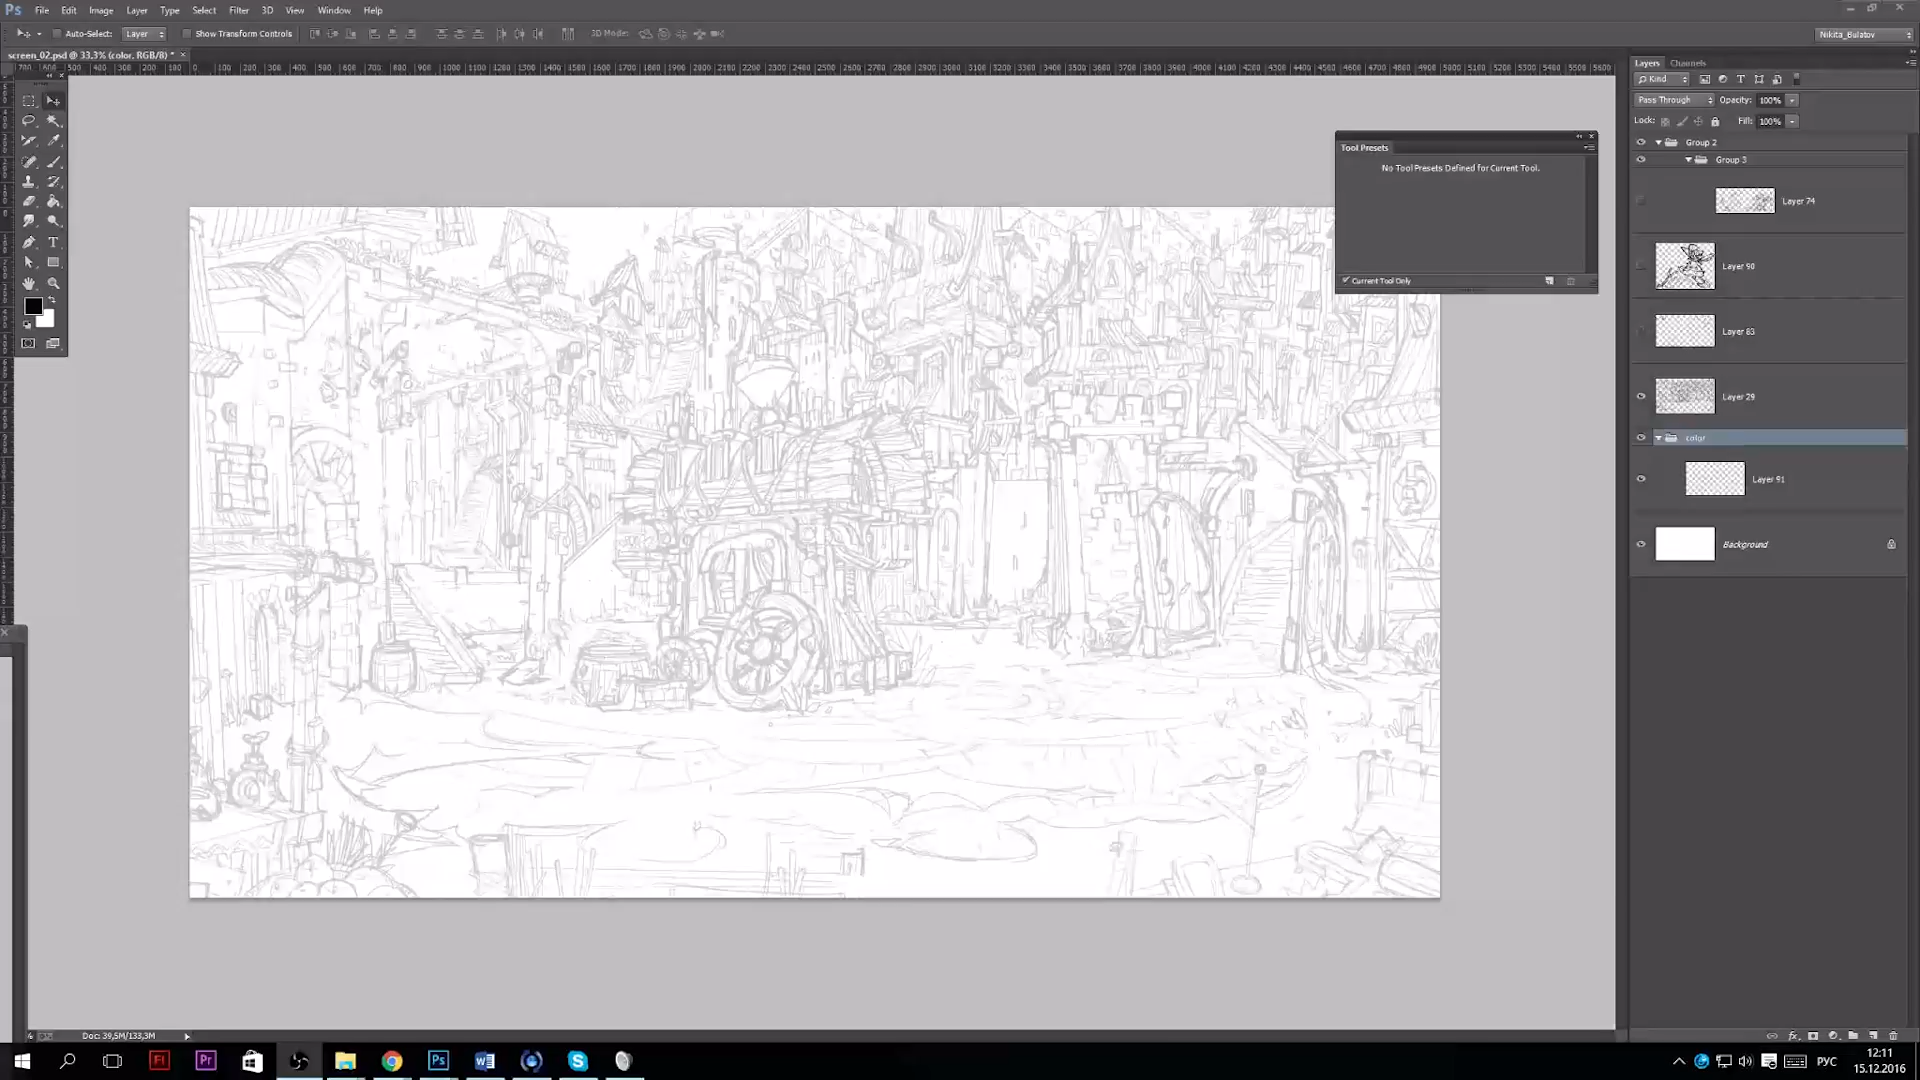 Ps File Edit Image Layer Type Select Filter 3D View Window Help
Auto-Select: Layer Show Transform Controls 3D Mode: Nikita_Bulatov
screen_02.psd @ 33,3% (color, RGB/8) *
Layers Channels
Kind
Pass Through Opacity: 100%
Lock: Fill: 100%
Group 2
Group 3
Layer 74
Layer 90
Layer 83
Layer 29
color
Layer 91
Background
Tool Presets
No Tool Presets Defined for Current Tool.
Current Tool Only
Doc: 39,5M/133,3M
Fl Pr Ps
РУС
12:11
15.12.2016